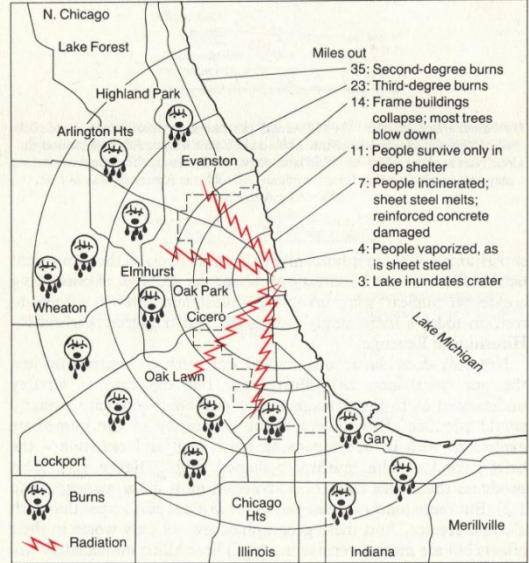 N. Chicago
Lake Forest
Highland Park
Arlington Hts
Evanston
Miles out
35: Second-degree burns
23: Third-degree burns
14: Frame buildings
collapse; most trees
blow down
11: People survive only in
deep shelter
7: People incinerated;
sheet steel melts;
reinforced concrete
damaged
4: People vaporized, as
is sheet steel
3: Lake inundates crater
Elmhurst
Oak Park
Wheaton
Cicero
Lake Michigan
Oak Lawn
Gary
Lockport
Burns
Chicago
Hts
Merillville
Radiation
Illinois
Indiana